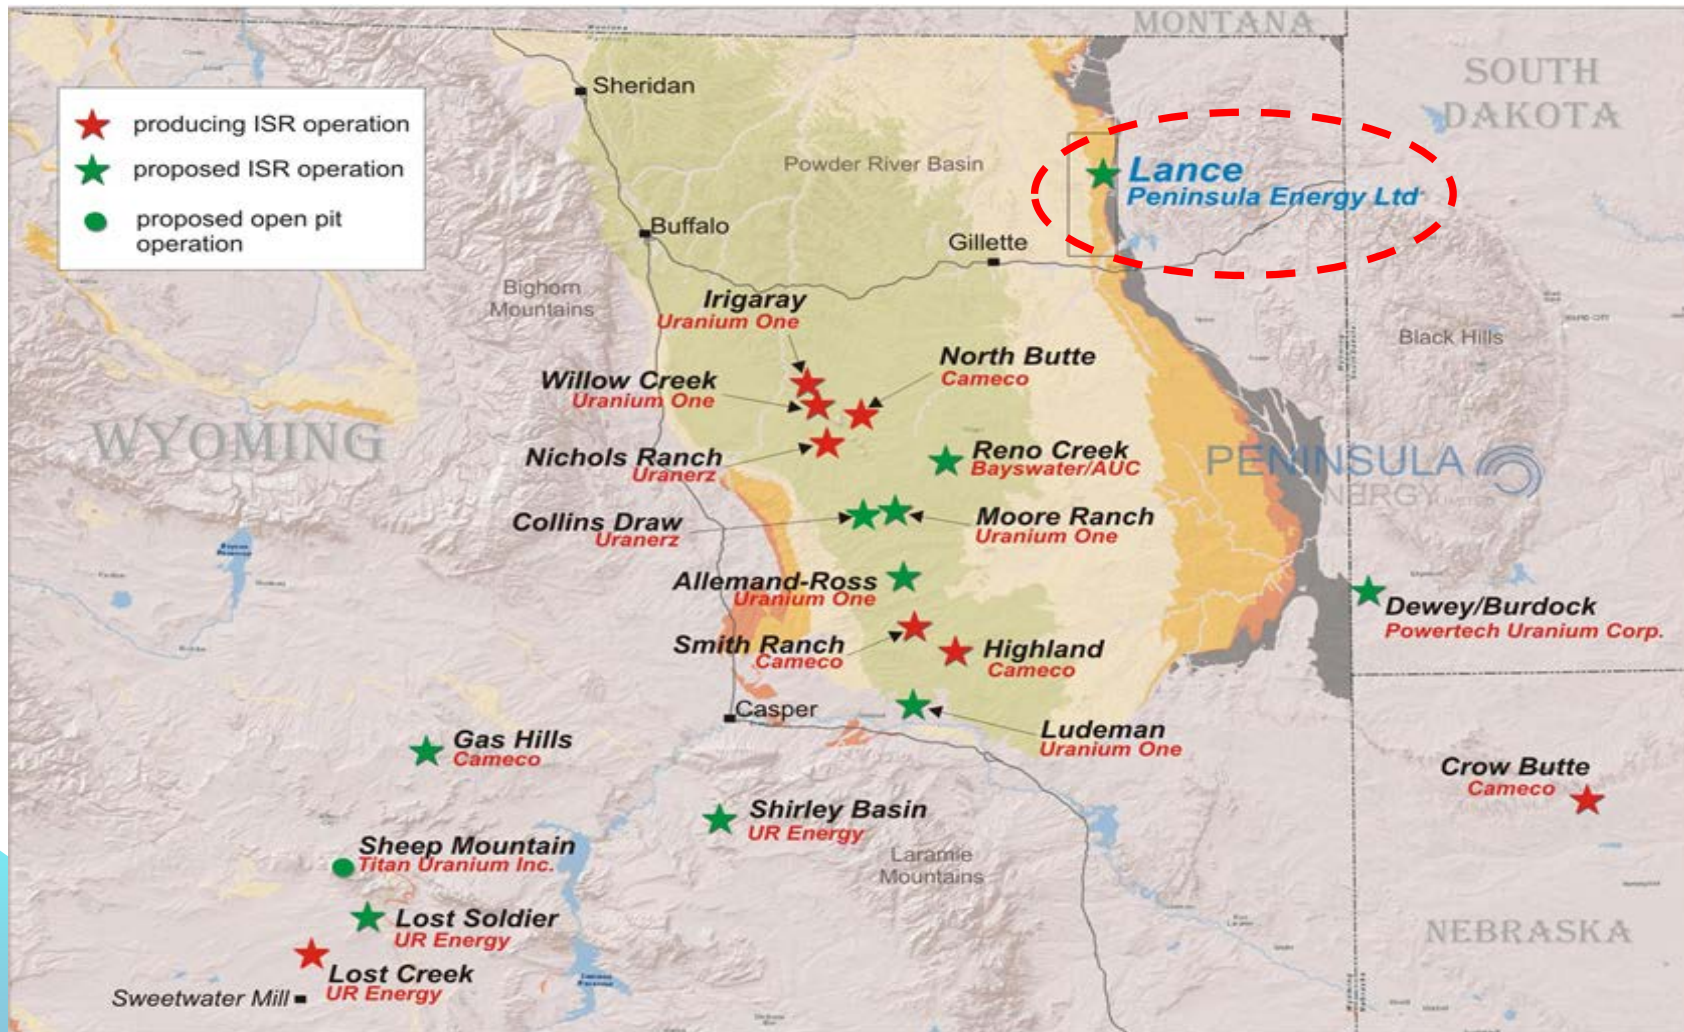 MONTANA
SOUTH
DAKOTA
Sheridan
producing ISR operation
proposed ISR operation
proposed open pit
operation
Powder River Basin
Lance
Peninsula Energy Ltd
Buffalo
Gillette
Bighorn
Mountains
Irigaray
Uranium One
Black Hills
North Butte
Cameco
Willow Creek
Uranium One
WYOMING
Nichols Ranch
Uranerz
Reno Creek
Bayswater/AUC
PENINSULA
Collins Draw
Uranerz
Moore Ranch
Uranium One
Allemand-Ross
Uranium One
Dewey/Burdock
Powertech Uranium Corp.
Smith Ranch
Cameco
Highland
Cameco
Casper
Ludeman
Uranium One
Gas Hills
Cameco
Crow Butte
Cameco
Shirley Basin
UR Energy
Sheep Mountain
Titan Uranium Inc.
Laramie
Mountains
Lost Soldier
UR Energy
NEBRASKA
Lost Creek
UR Energy
Sweetwater Mill